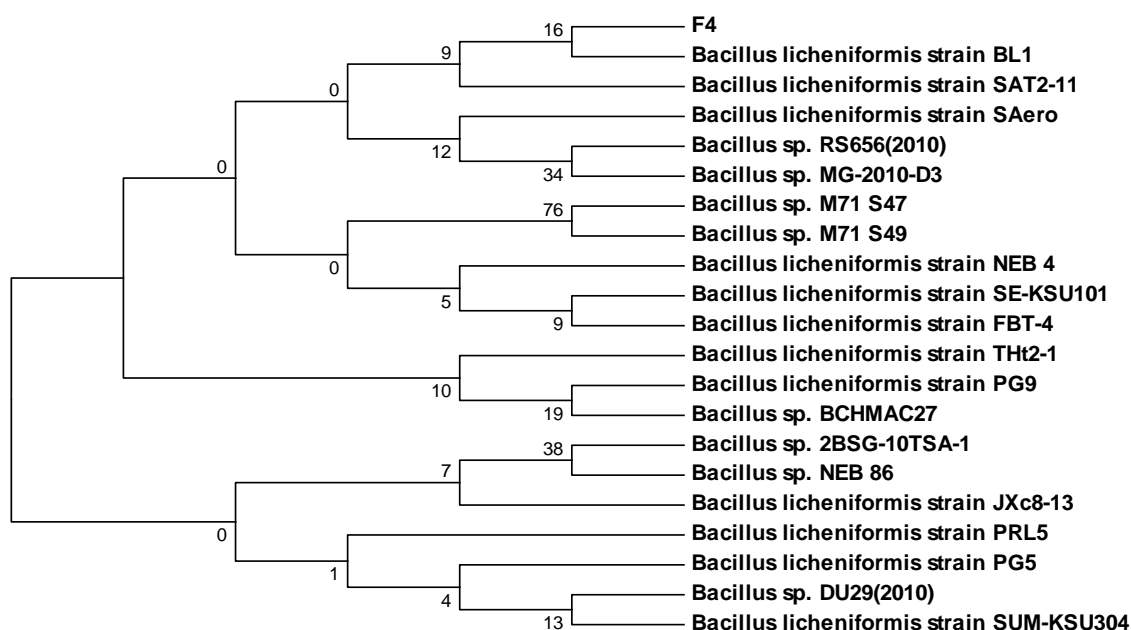 F4
16
Bacillus licheniformis strain BL1
9
Bacillus licheniformis strain SAT2-11
0
Bacillus licheniformis strain SAero
12
Bacillus sp. RS656(2010)
34
Bacillus sp. MG-2010-D3
0
76
Bacillus sp. M71 S47
Bacillus sp. M71 S49
0
Bacillus licheniformis strain NEB 4
5
Bacillus licheniformis strain SE-KSU101
9
Bacillus licheniformis strain FBT-4
Bacillus licheniformis strain THt2-1
10
Bacillus licheniformis strain PG9
19
Bacillus sp. BCHMAC27
38
Bacillus sp. 2BSG-10TSA-1
7
Bacillus sp. NEB 86
Bacillus licheniformis strain JXc8-13
0
Bacillus licheniformis strain PRL5
1
Bacillus licheniformis strain PG5
4
Bacillus sp. DU29(2010)
13
Bacillus licheniformis strain SUM-KSU304